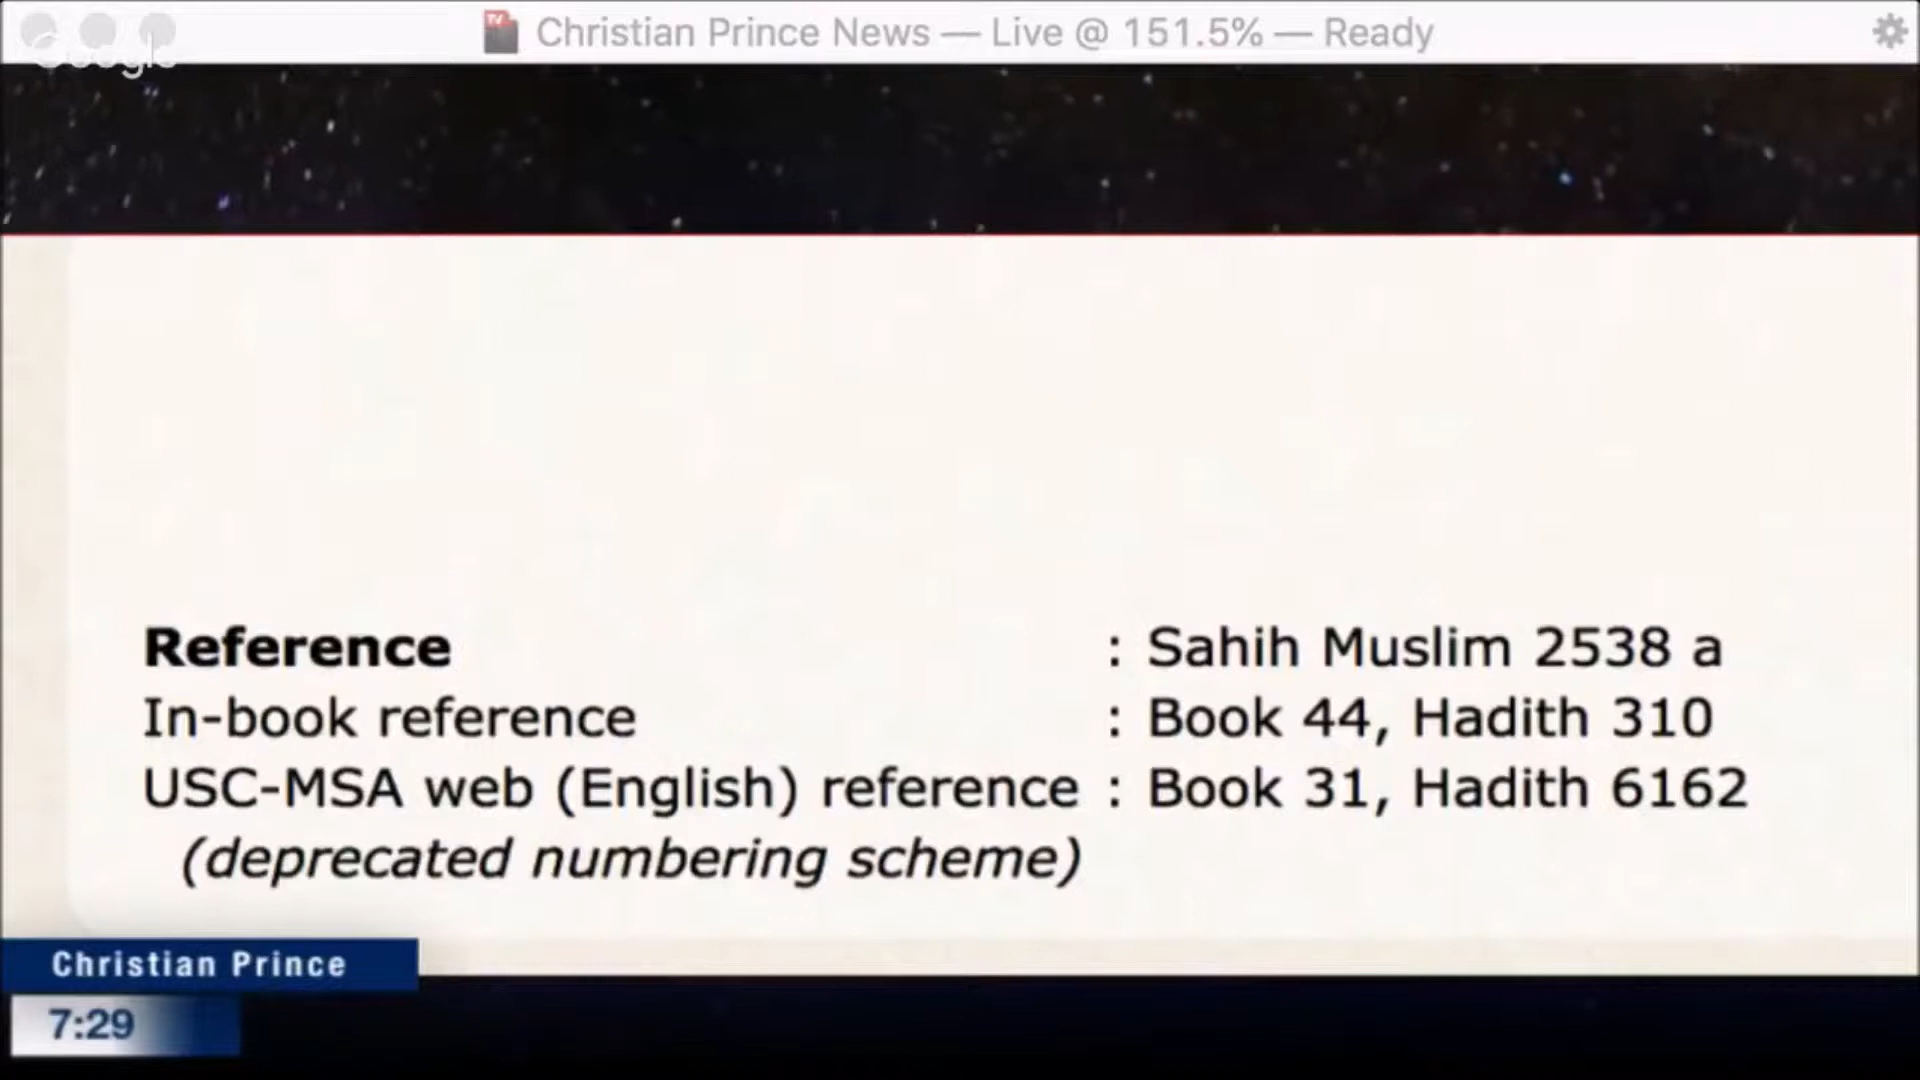 Christian Prince News — Live @ 151.5% — Ready
Google
Reference : Sahih Muslim 2538 a
In-book reference : Book 44, Hadith 310
USC-MSA web (English) reference : Book 31, Hadith 6162
(deprecated numbering scheme)
Christian Prince
7:29